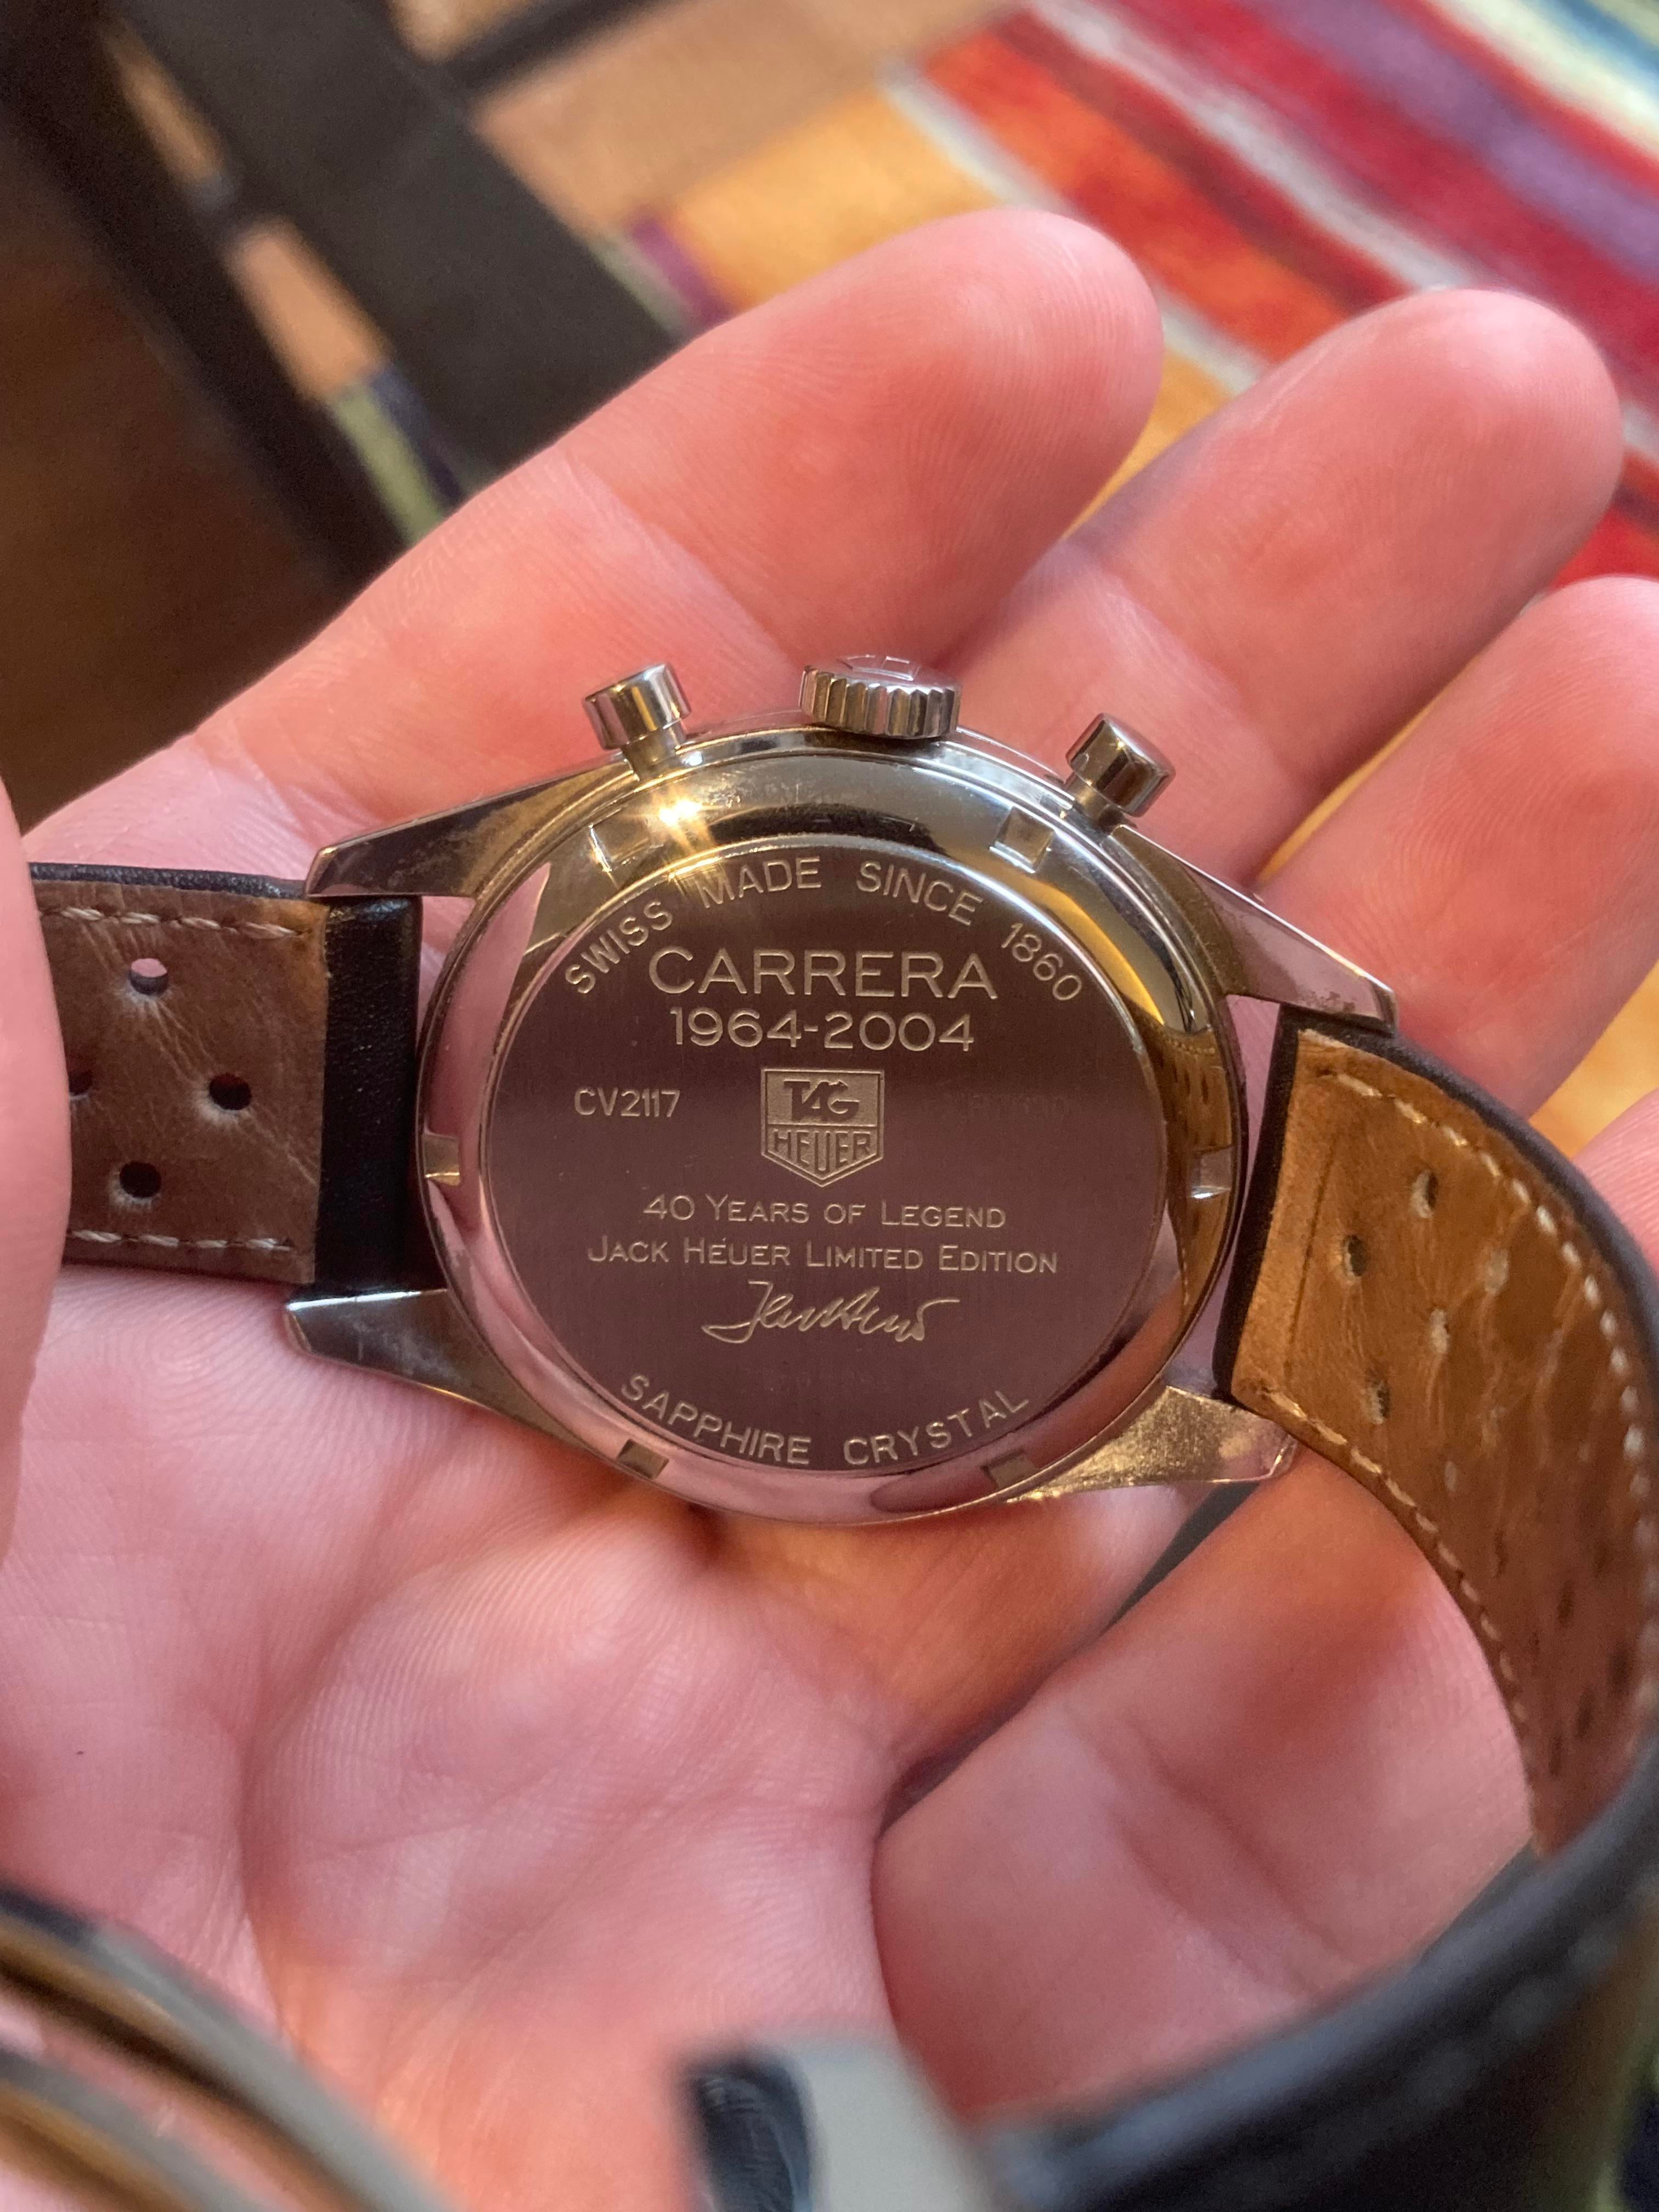 SWISS MADE SINCE 1860
CARRERA
1964-2004
CV2117
TAG
HEUER
40 YEARS OF LEGEND
JACK HEUER LIMITED EDITION
SAPPHIRE CRYSTAL